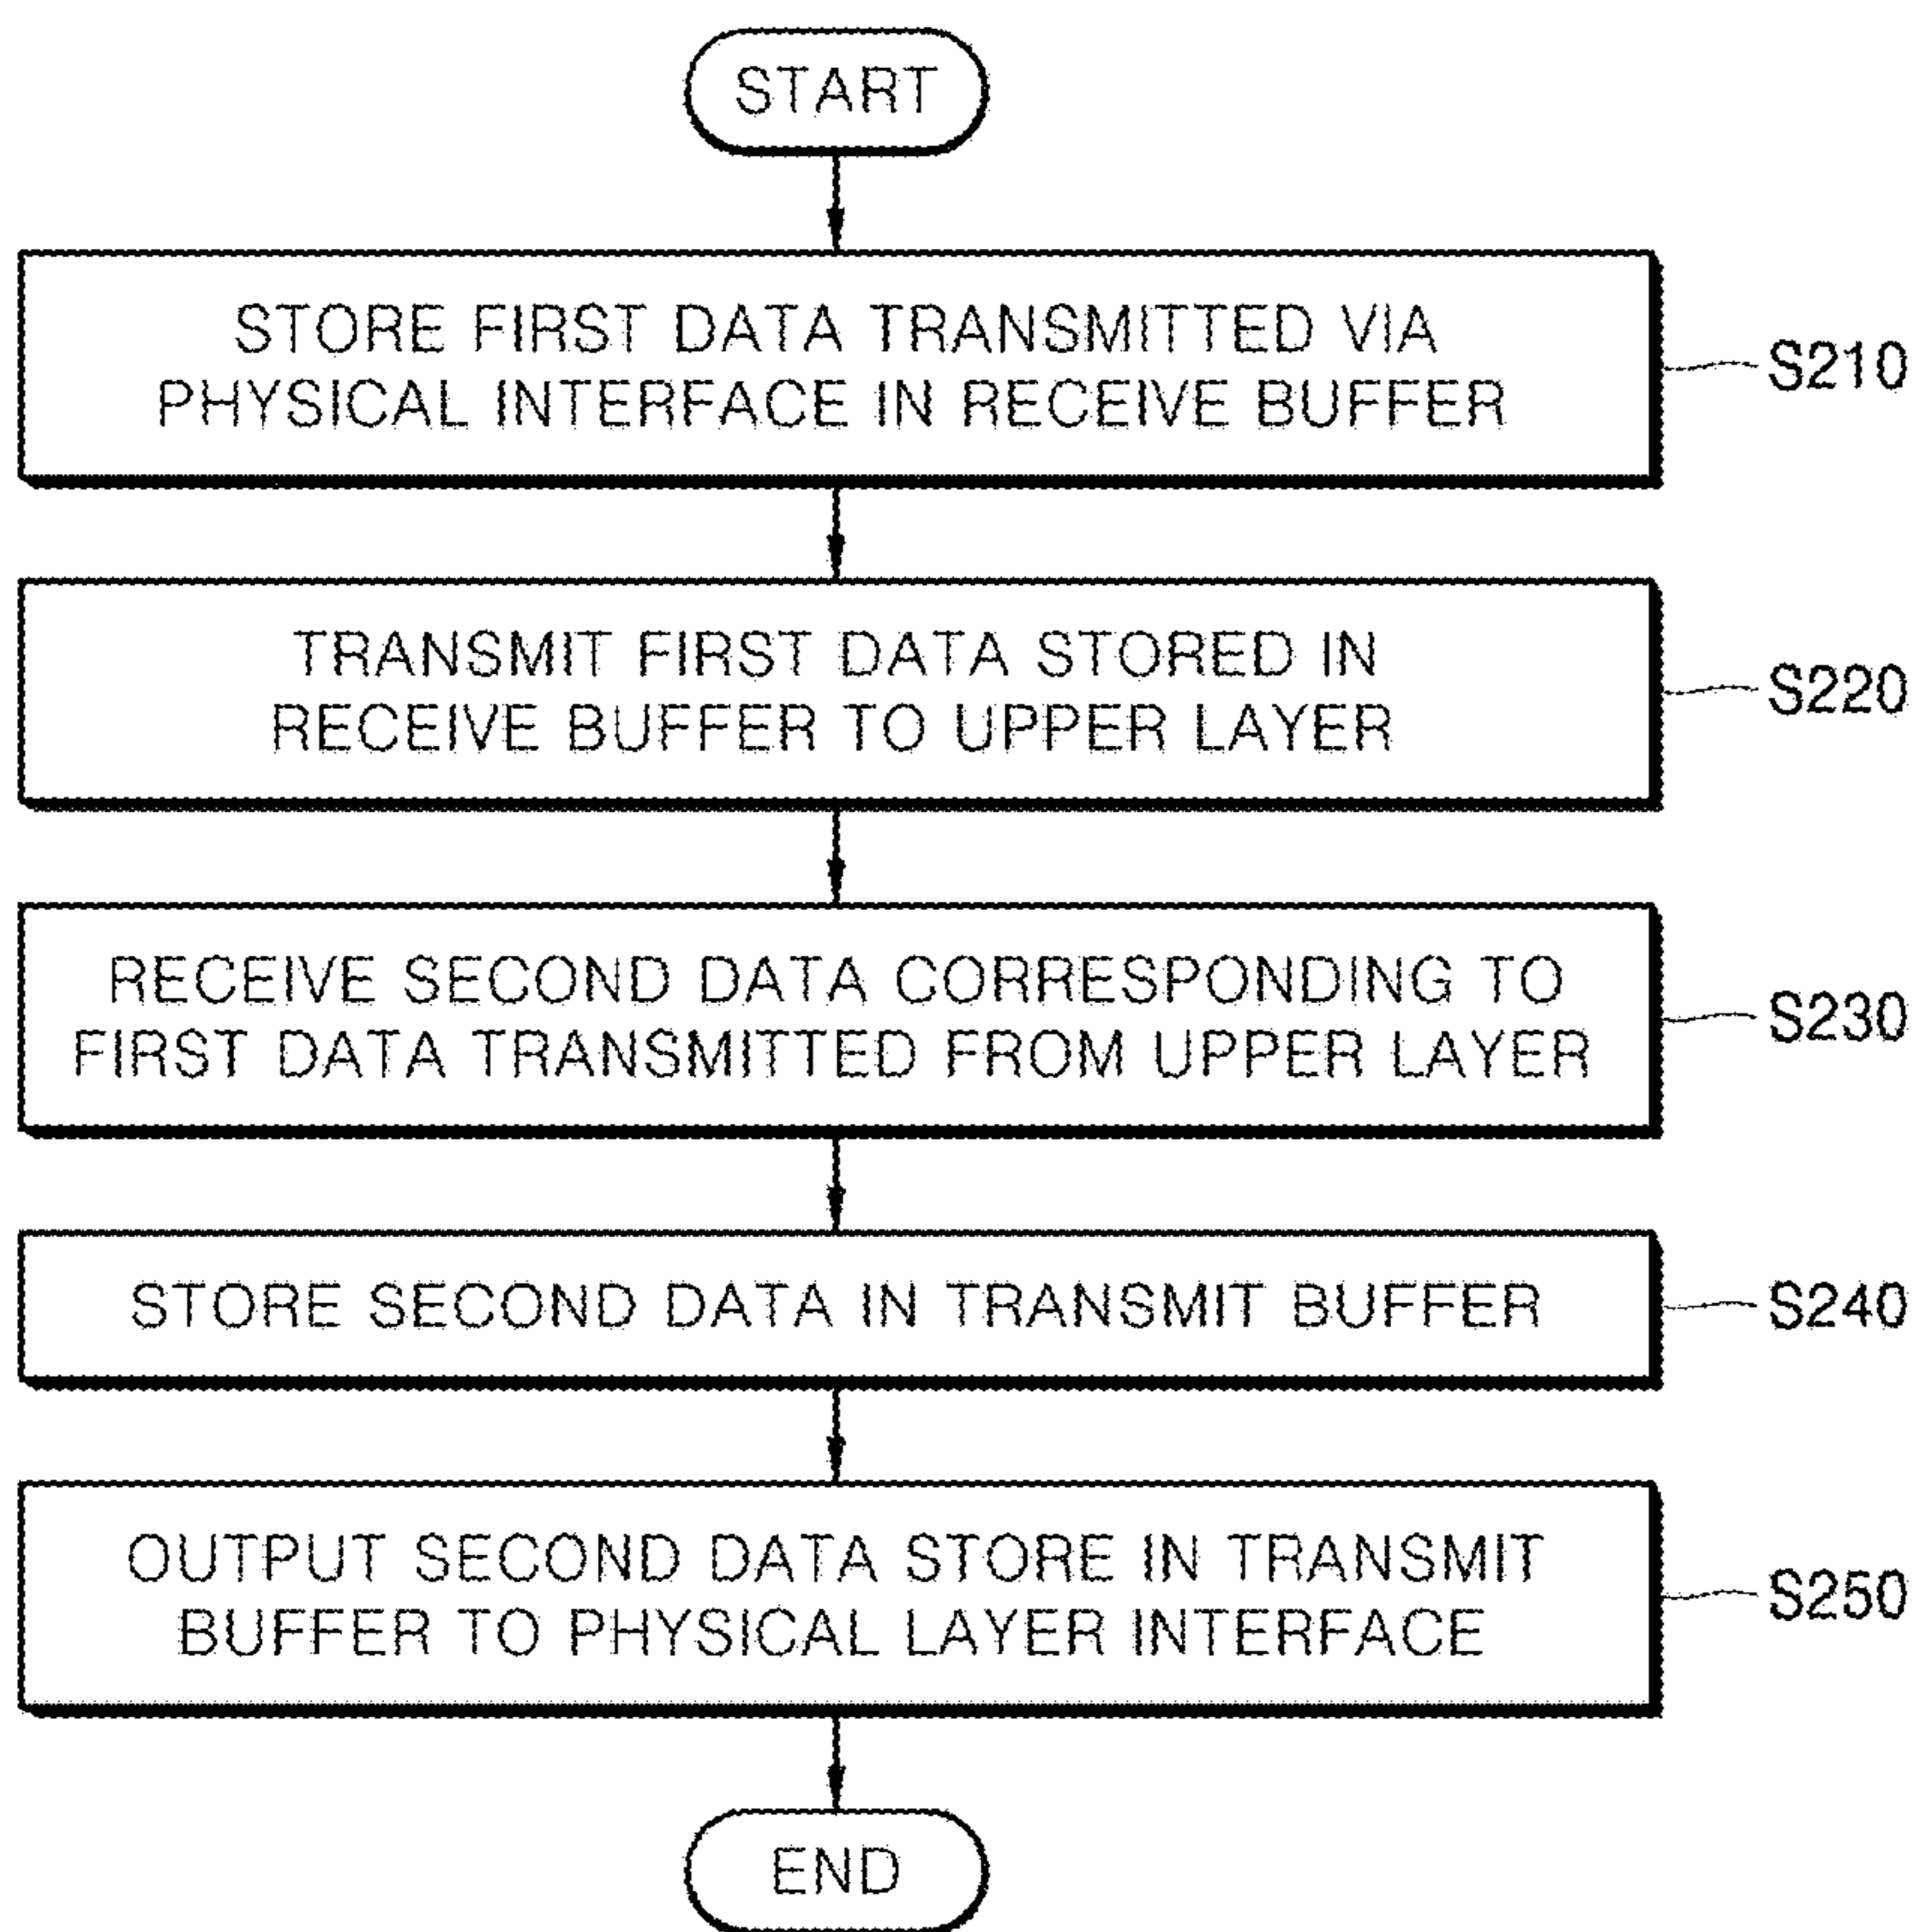 START
STORE FIRST DATA TRANSMITTED VIA
PHYSICAL INTERFACE IN RECEIVE BUFFER
S210
TRANSMIT FIRST DATA STORED IN
RECEIVE BUFFER TO UPPER LAYER
S220
RECEIVE SECOND DATA CORRESPONDING TO
FIRST DATA TRANSMITTED FROM UPPER LAYER
S230
STORE SECOND DATA IN TRANSMIT BUFFER
S240
OUTPUT SECOND DATA STORE IN TRANSMIT
BUFFER TO PHYSICAL LAYER INTERFACE
S250
END